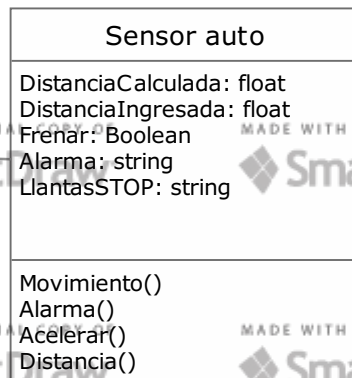 Sensor auto
DistanciaCalculada: float
DistanciaIngresada: float
Frenar: Boolean
MADE WITH
Alarma: string
LlantasSTOP: string
Movimiento()
Alarma()
Acelerar()
MADE WITH
Distancia()